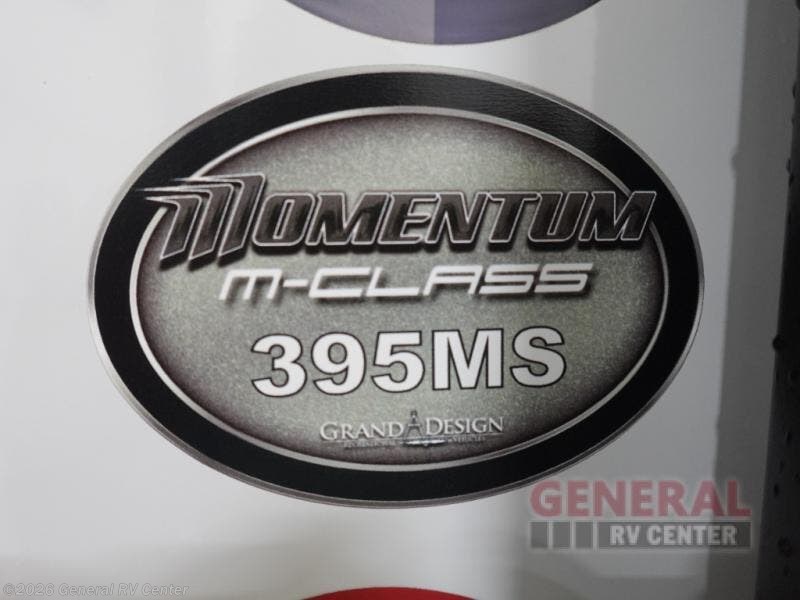 MOMENTUM
M-CLASS
395MS
GRAND DESIGN
GENERAL
RV CENTER
©2026 General RV Center